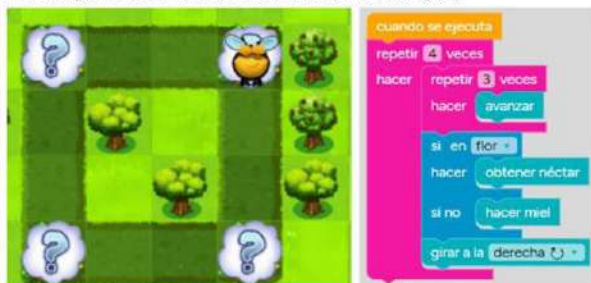 cuando se ejecuta
repetir 4 veces
hacer repetir 3 veces
hacer avanzar
si en flor
hacer obtener néctar
si no hacer miel
girar a la derecha ↻
?
?
?